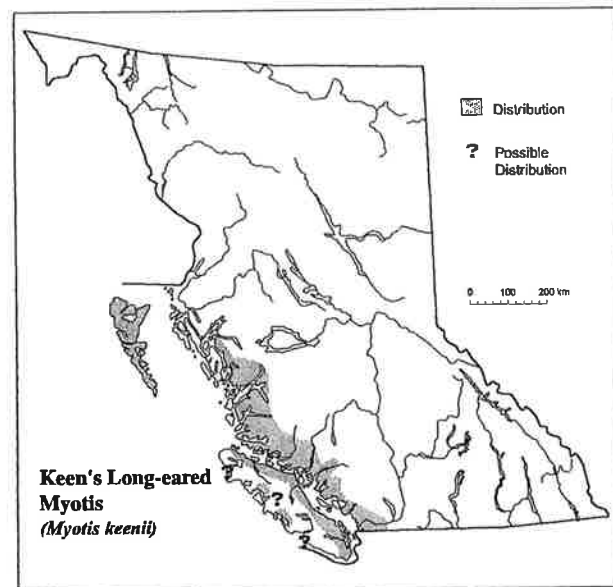 Distribution
? Possible
Distribution
0 100 200 km
Keen's Long-eared
Myotis
(Myotis keenii)
?